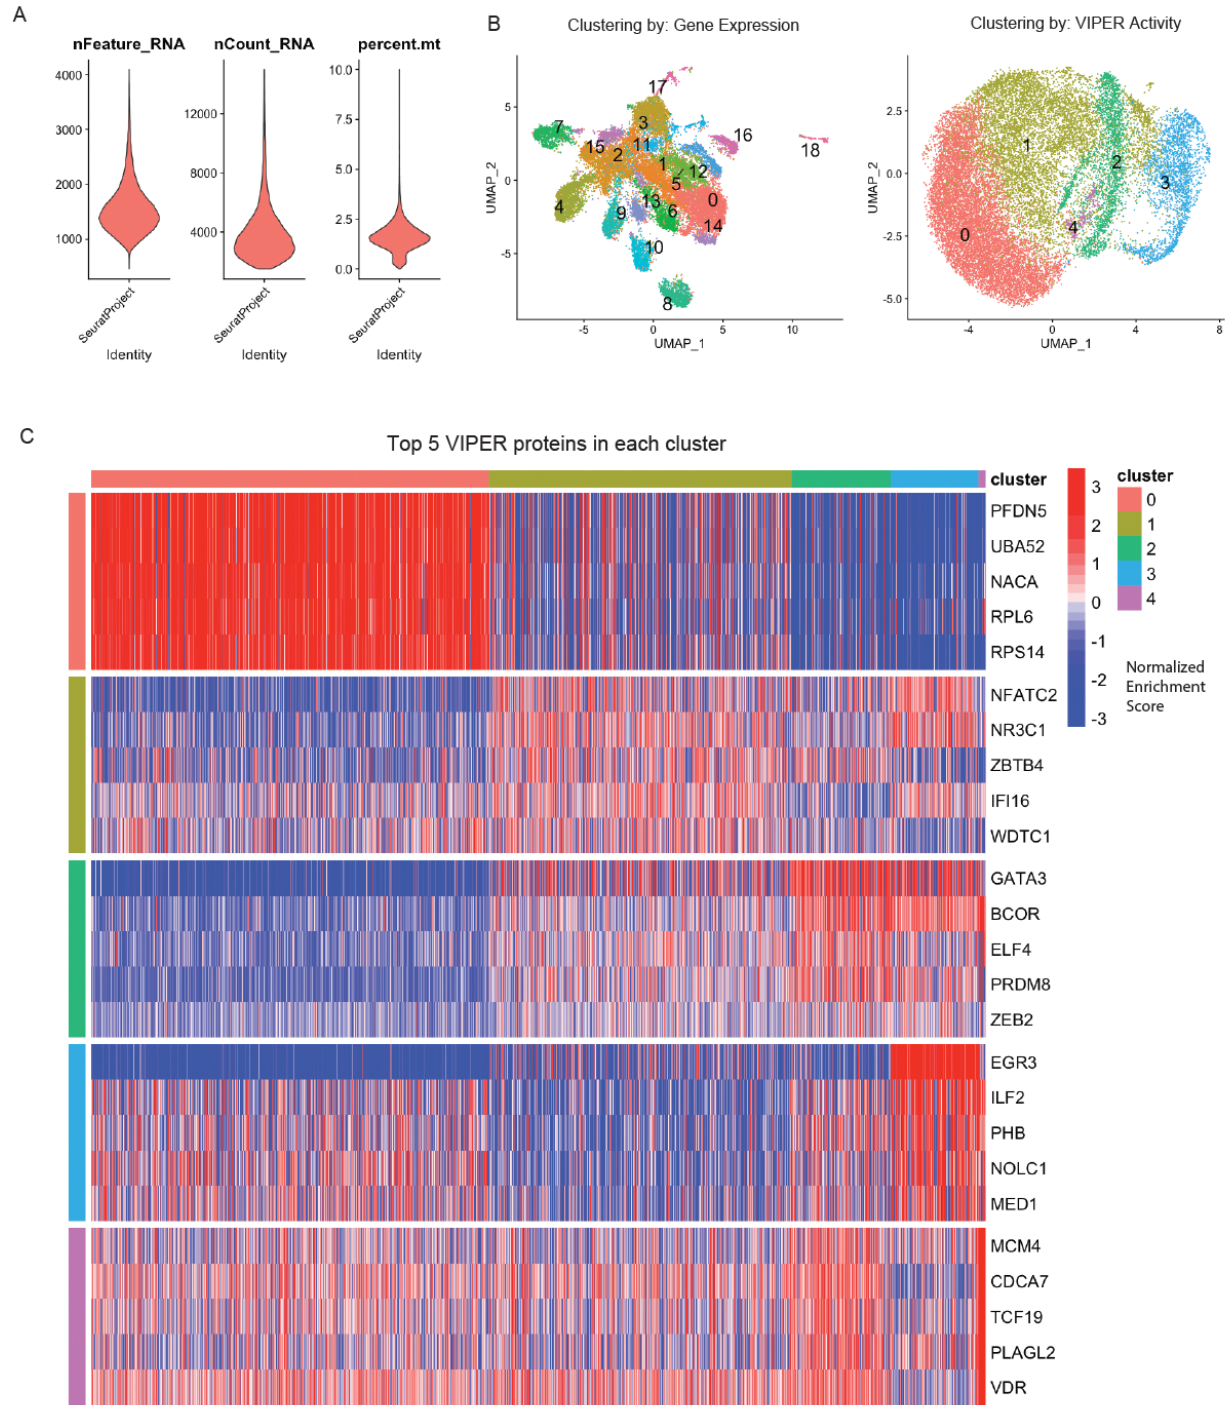 A
nFeature_RNA
nCount_RNA
percent.mt
4000
3000
2000
1000
12000
8000
4000
10.0
7.5
5.0
2.5
0.0
SeuratProject
SeuratProject
SeuratProject
Identity
Identity
Identity
B
Clustering by: Gene Expression
5
0
-5
UMAP_2
17
3
7
15
2
11
16
18
1
12
5
4
9
13
6
0
14
10
8
-5
0
5
10
UMAP_1
Clustering by: VIPER Activity
2.5
0.0
-2.5
-5.0
UMAP_2
1
2
3
4
0
-4
0
4
8
UMAP_1
C
Top 5 VIPER proteins in each cluster
cluster
PFDN5
UBA52
NACA
RPL6
RPS14
NFATC2
NR3C1
ZBTB4
IFI16
WDTC1
GATA3
BCOR
ELF4
PRDM8
ZEB2
EGR3
ILF2
PHB
NOLC1
MED1
MCM4
CDCA7
TCF19
PLAGL2
VDR
3
2
1
0
-1
-2
-3
cluster
0
1
2
3
4
Normalized
Enrichment
Score